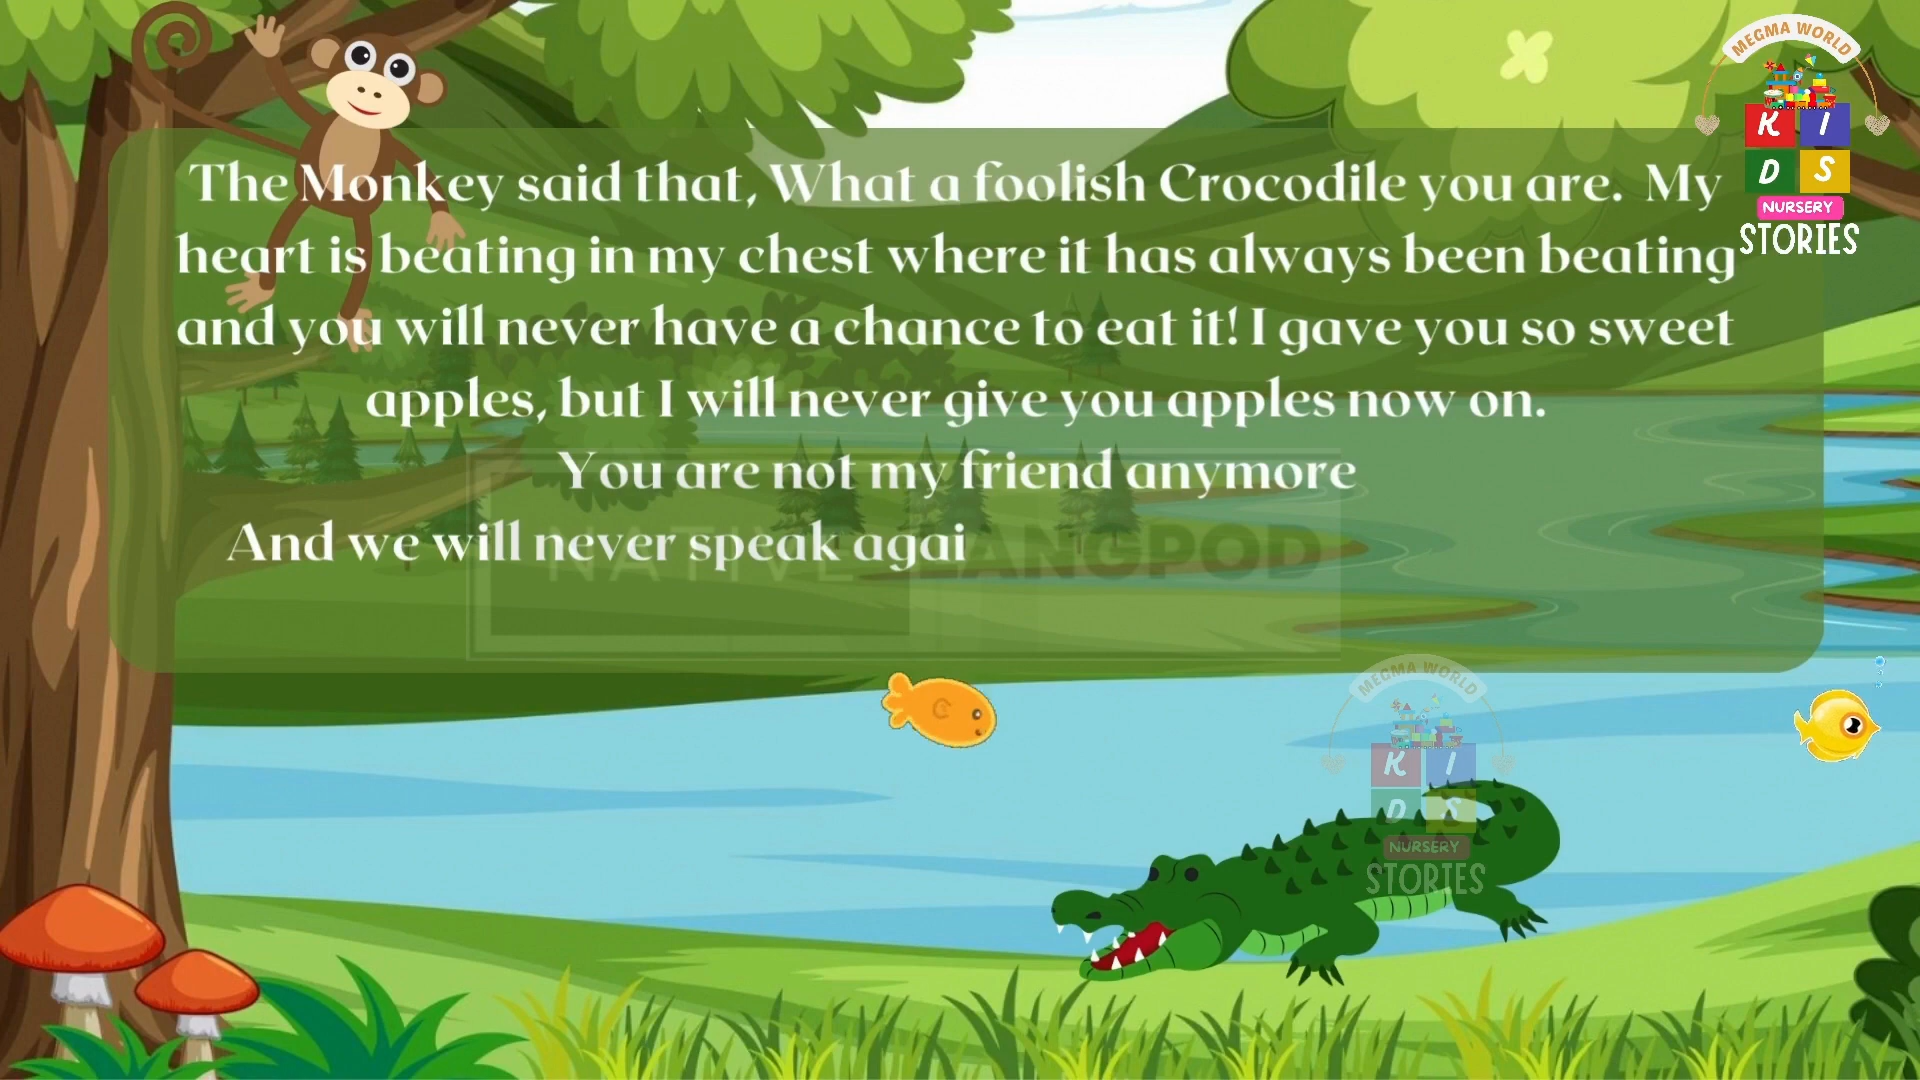 MEGMA WORLD
K I
D S
NURSERY
STORIES
The Monkey said that, What a foolish Crocodile you are. My
heart is beating in my chest where it has always been beating
and you will never have a chance to eat it! I gave you so sweet
apples, but I will never give you apples now on.
You are not my friend anymore
And we will never speak agai
NATIVE LANGPOD
MEGMA WORLD
K I
D S
NURSERY
STORIES